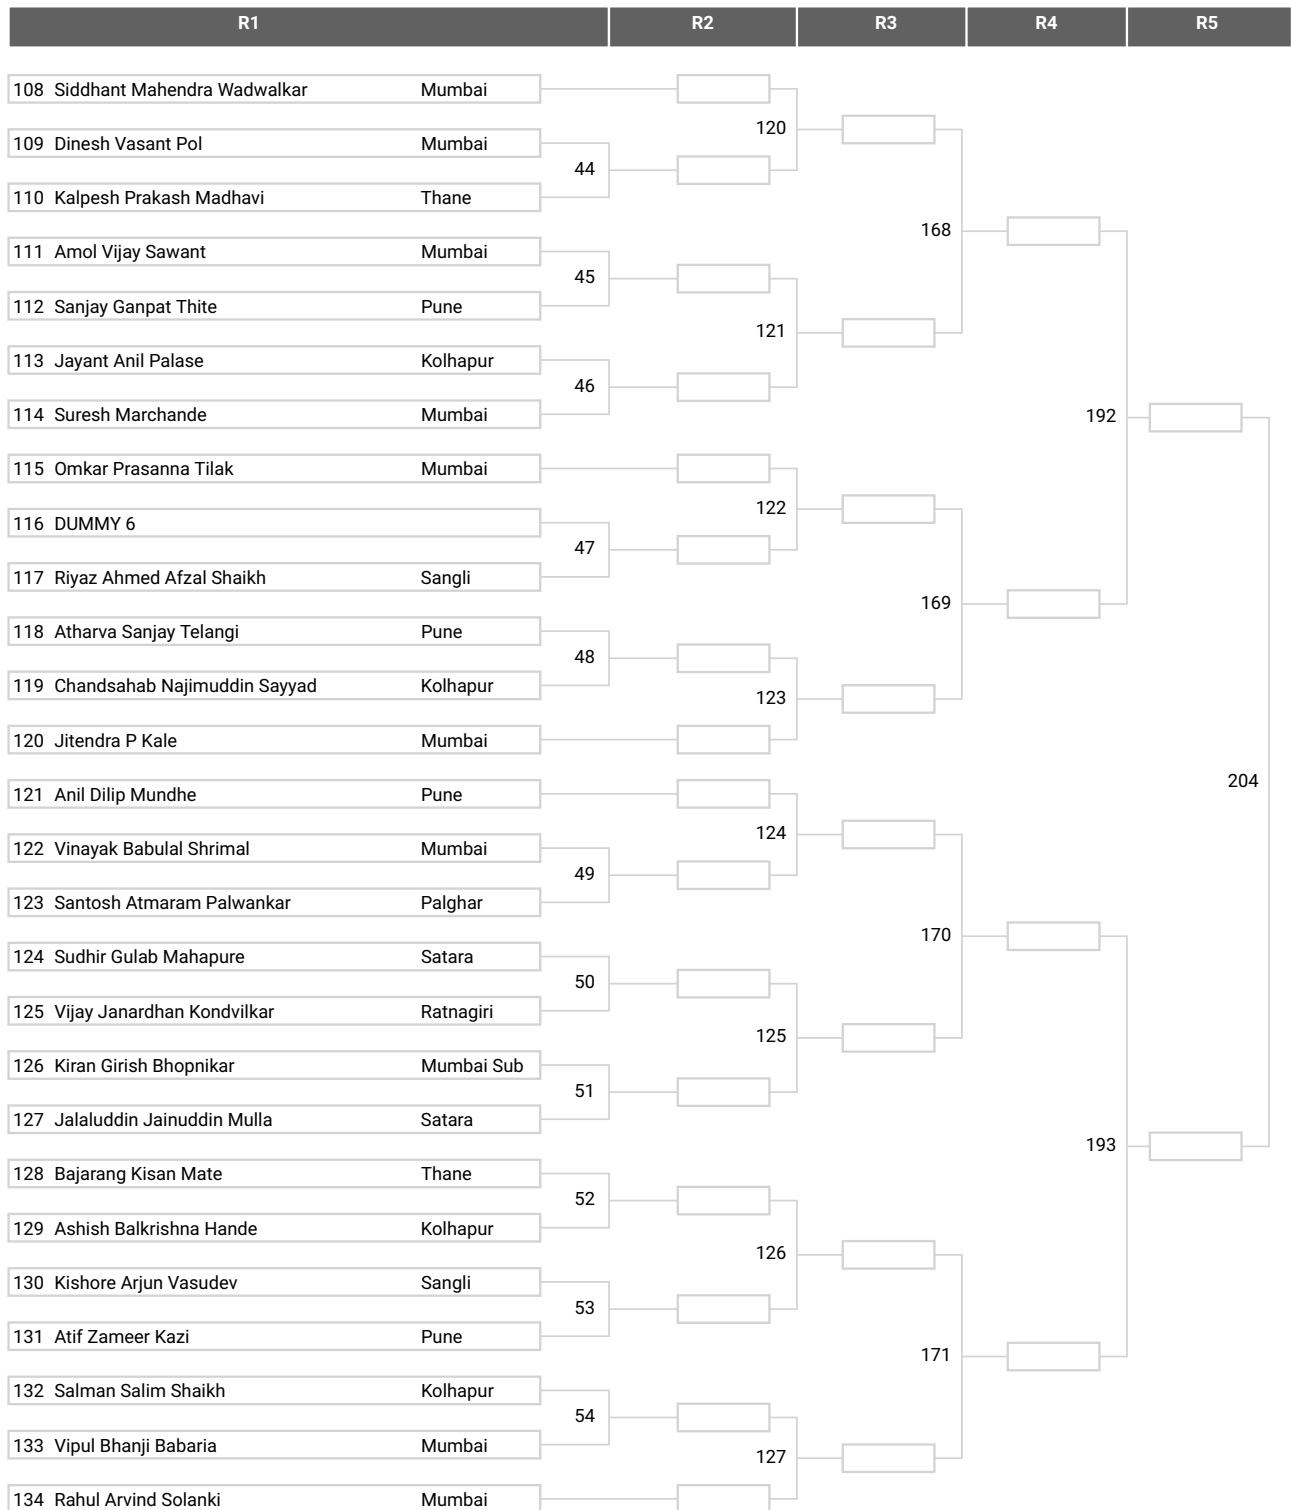 R1 R2 R3 R4 R5
108 Siddhant Mahendra Wadwalkar Mumbai
120
109 Dinesh Vasant Pol Mumbai
44
110 Kalpesh Prakash Madhavi Thane
168
111 Amol Vijay Sawant Mumbai
45
112 Sanjay Ganpat Thite Pune
121
113 Jayant Anil Palase Kolhapur
46
114 Suresh Marchande Mumbai
192
115 Omkar Prasanna Tilak Mumbai
122
116 DUMMY 6
47
117 Riyaz Ahmed Afzal Shaikh Sangli
169
118 Atharva Sanjay Telangi Pune
48
119 Chandsahab Najimuddin Sayyad Kolhapur
123
120 Jitendra P Kale Mumbai
204
121 Anil Dilip Mundhe Pune
124
122 Vinayak Babulal Shrimal Mumbai
49
123 Santosh Atmaram Palwankar Palghar
170
124 Sudhir Gulab Mahapure Satara
50
125 Vijay Janardhan Kondvilkar Ratnagiri
125
126 Kiran Girish Bhopnikar Mumbai Sub
51
127 Jalaluddin Jainuddin Mulla Satara
193
128 Bajarang Kisan Mate Thane
52
129 Ashish Balkrishna Hande Kolhapur
126
130 Kishore Arjun Vasudev Sangli
53
131 Atif Zameer Kazi Pune
171
132 Salman Salim Shaikh Kolhapur
54
133 Vipul Bhanji Babaria Mumbai
127
134 Rahul Arvind Solanki Mumbai